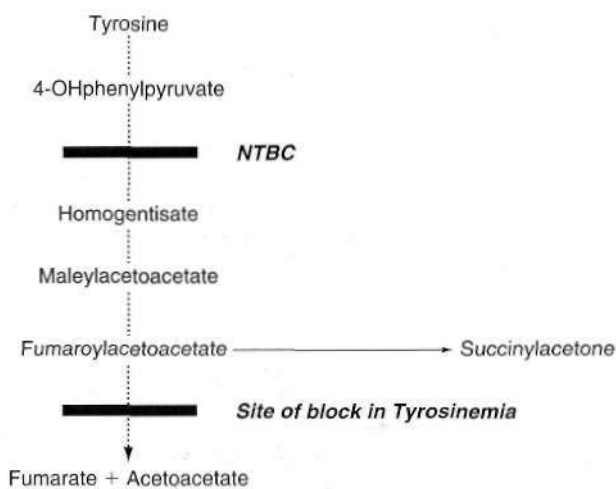 Tyrosine
4-OHphenylpyruvate
NTBC
Homogentisate
Maleylacetoacetate
Fumaroylacetoacetate
Succinylacetone
Site of block in Tyrosinemia
Fumarate + Acetoacetate